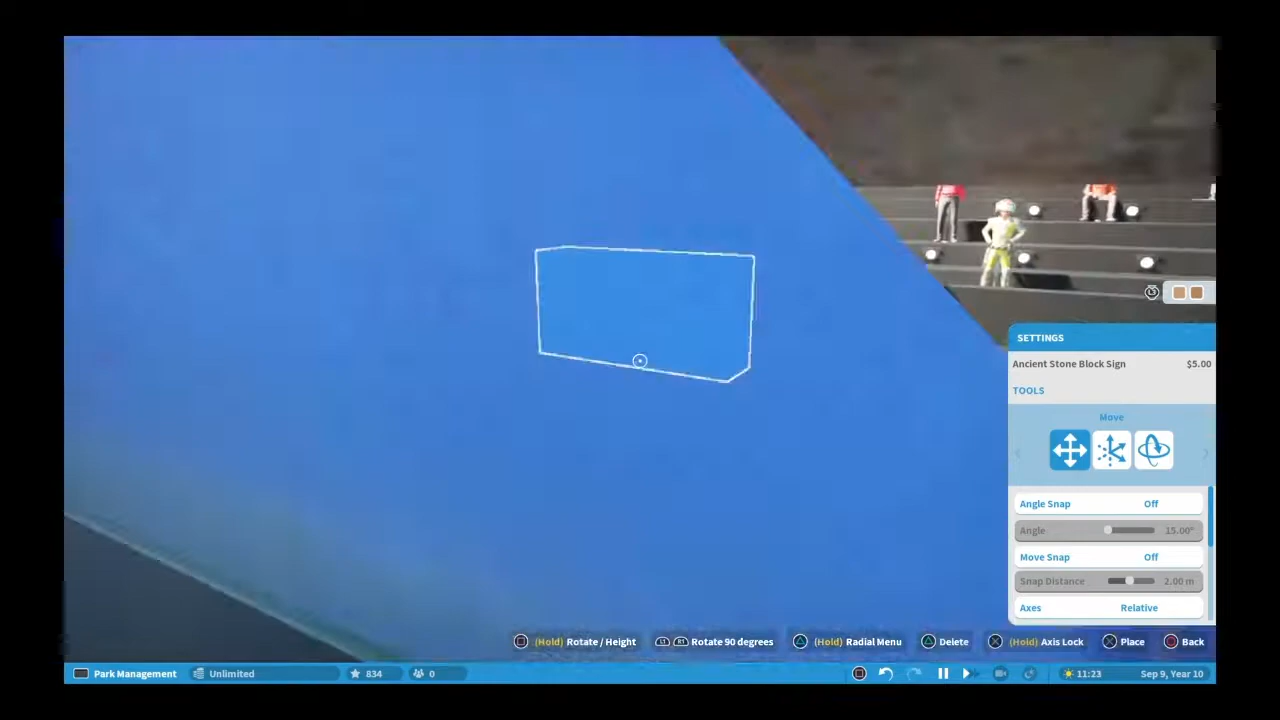 SETTINGS
Ancient Stone Block Sign $5.00
TOOLS
Move
Angle Snap Off
Angle 15.00°
Move Snap Off
Snap Distance 2.00 m
Axes Relative
(Hold) Rotate / Height L1 R1 Rotate 90 degrees (Hold) Radial Menu Delete (Hold) Axis Lock Place Back
Park Management Unlimited 834 0 11:23 Sep 9, Year 10